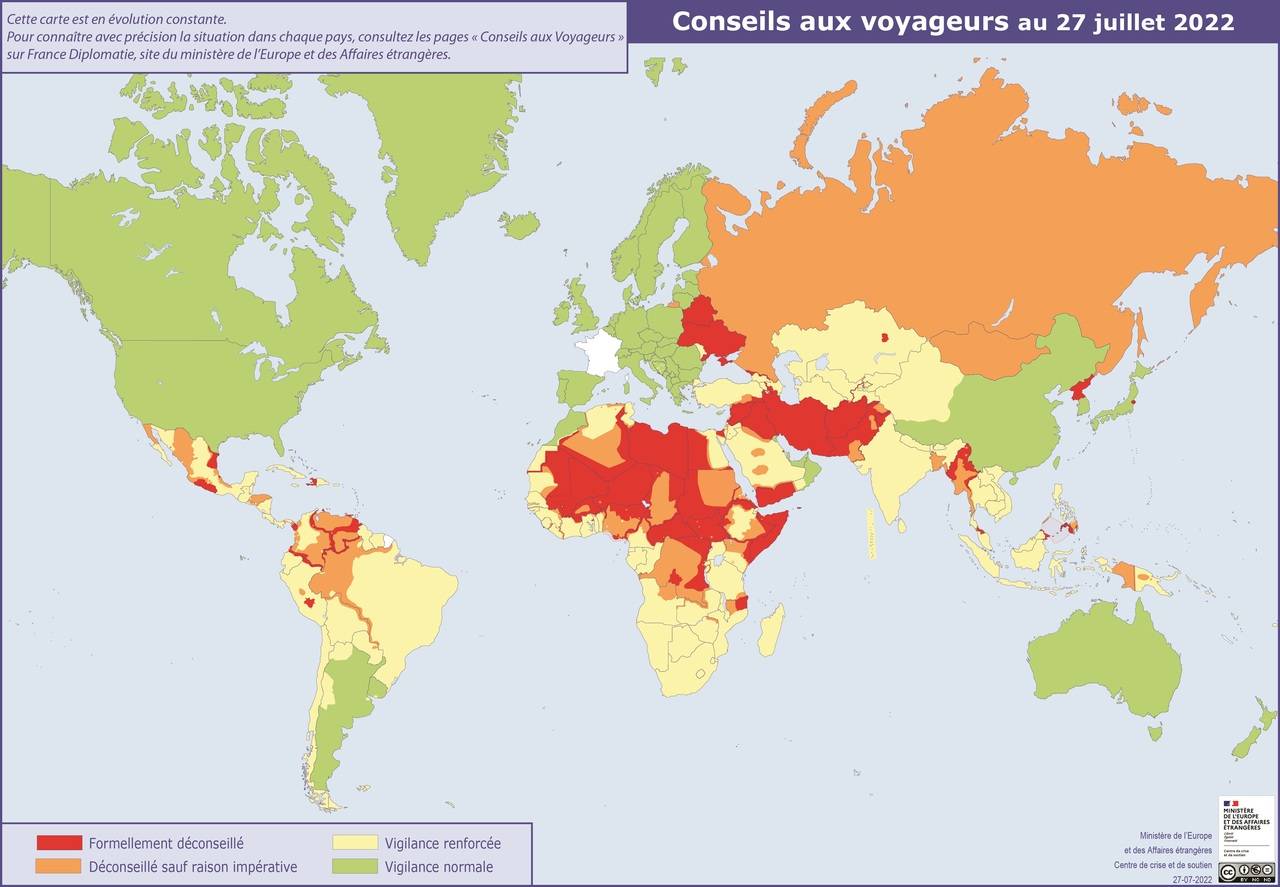 Cette carte est en évolution constante.
Pour connaître avec précision la situation dans chaque pays, consultez les pages « Conseils aux Voyageurs »
sur France Diplomatie, site du ministère de l'Europe et des Affaires étrangères.
Conseils aux voyageurs au 27 juillet 2022
Formellement déconseillé
Déconseillé sauf raison impérative
Vigilance renforcée
Vigilance normale
Ministère de l'Europe
et des Affaires étrangères
Centre de crise et de soutien
27-07-2022
MINISTÈRE
DE L'EUROPE
ET DES AFFAIRES
ÉTRANGÈRES
Liberté
Égalité
Fraternité
Centre de crise
et de soutien
BY NC ND